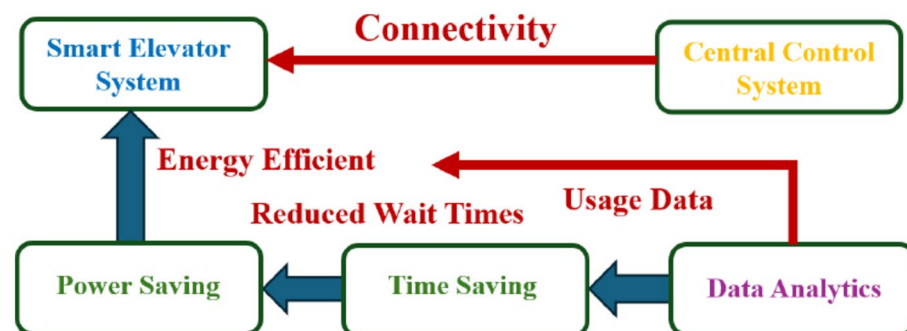 Connectivity
Smart Elevator
System
Central Control
System
Energy Efficient
Usage Data
Reduced Wait Times
Power Saving
Time Saving
Data Analytics